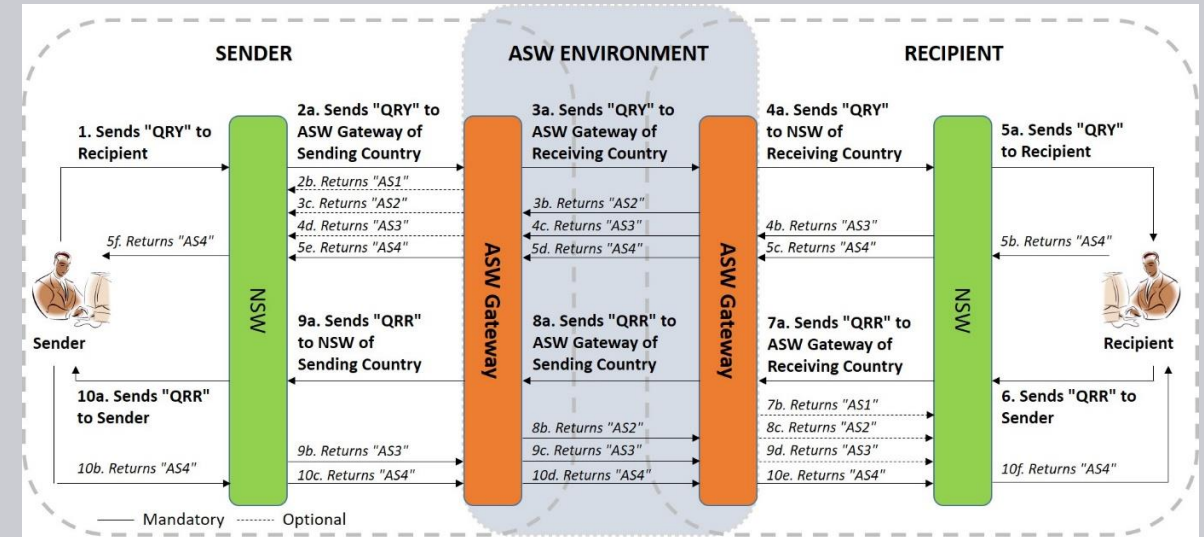 SENDER
ASW ENVIRONMENT
RECIPIENT
1. Sends "QRY" to
Recipient
2a. Sends "QRY" to
ASW Gateway of
Sending Country
3a. Sends "QRY" to
ASW Gateway of
Receiving Country
4a. Sends "QRY"
to NSW of
Receiving Country
5a. Sends "QRY"
to Recipient
2b. Returns "AS1"
3c. Returns "AS2"
4d. Returns "AS3"
5e. Returns "AS4"
3b. Returns "AS2"
4c. Returns "AS3"
5d. Returns "AS4"
4b. Returns "AS3"
5c. Returns "AS4"
5b. Returns "AS4"
5f. Returns "AS4"
NSW
ASW Gateway
ASW Gateway
NSW
Sender
Recipient
9a. Sends "QRR"
to NSW of
Sending Country
8a. Sends "QRR" to
ASW Gateway of
Sending Country
7a. Sends "QRR" to
ASW Gateway of
Receiving Country
6. Sends "QRR" to
Sender
10a. Sends "QRR"
to Sender
7b. Returns "AS1"
8c. Returns "AS2"
9d. Returns "AS3"
10e. Returns "AS4"
8b. Returns "AS2"
9c. Returns "AS3"
10d. Returns "AS4"
9b. Returns "AS3"
10c. Returns "AS4"
10b. Returns "AS4"
10f. Returns "AS4"
Mandatory
Optional